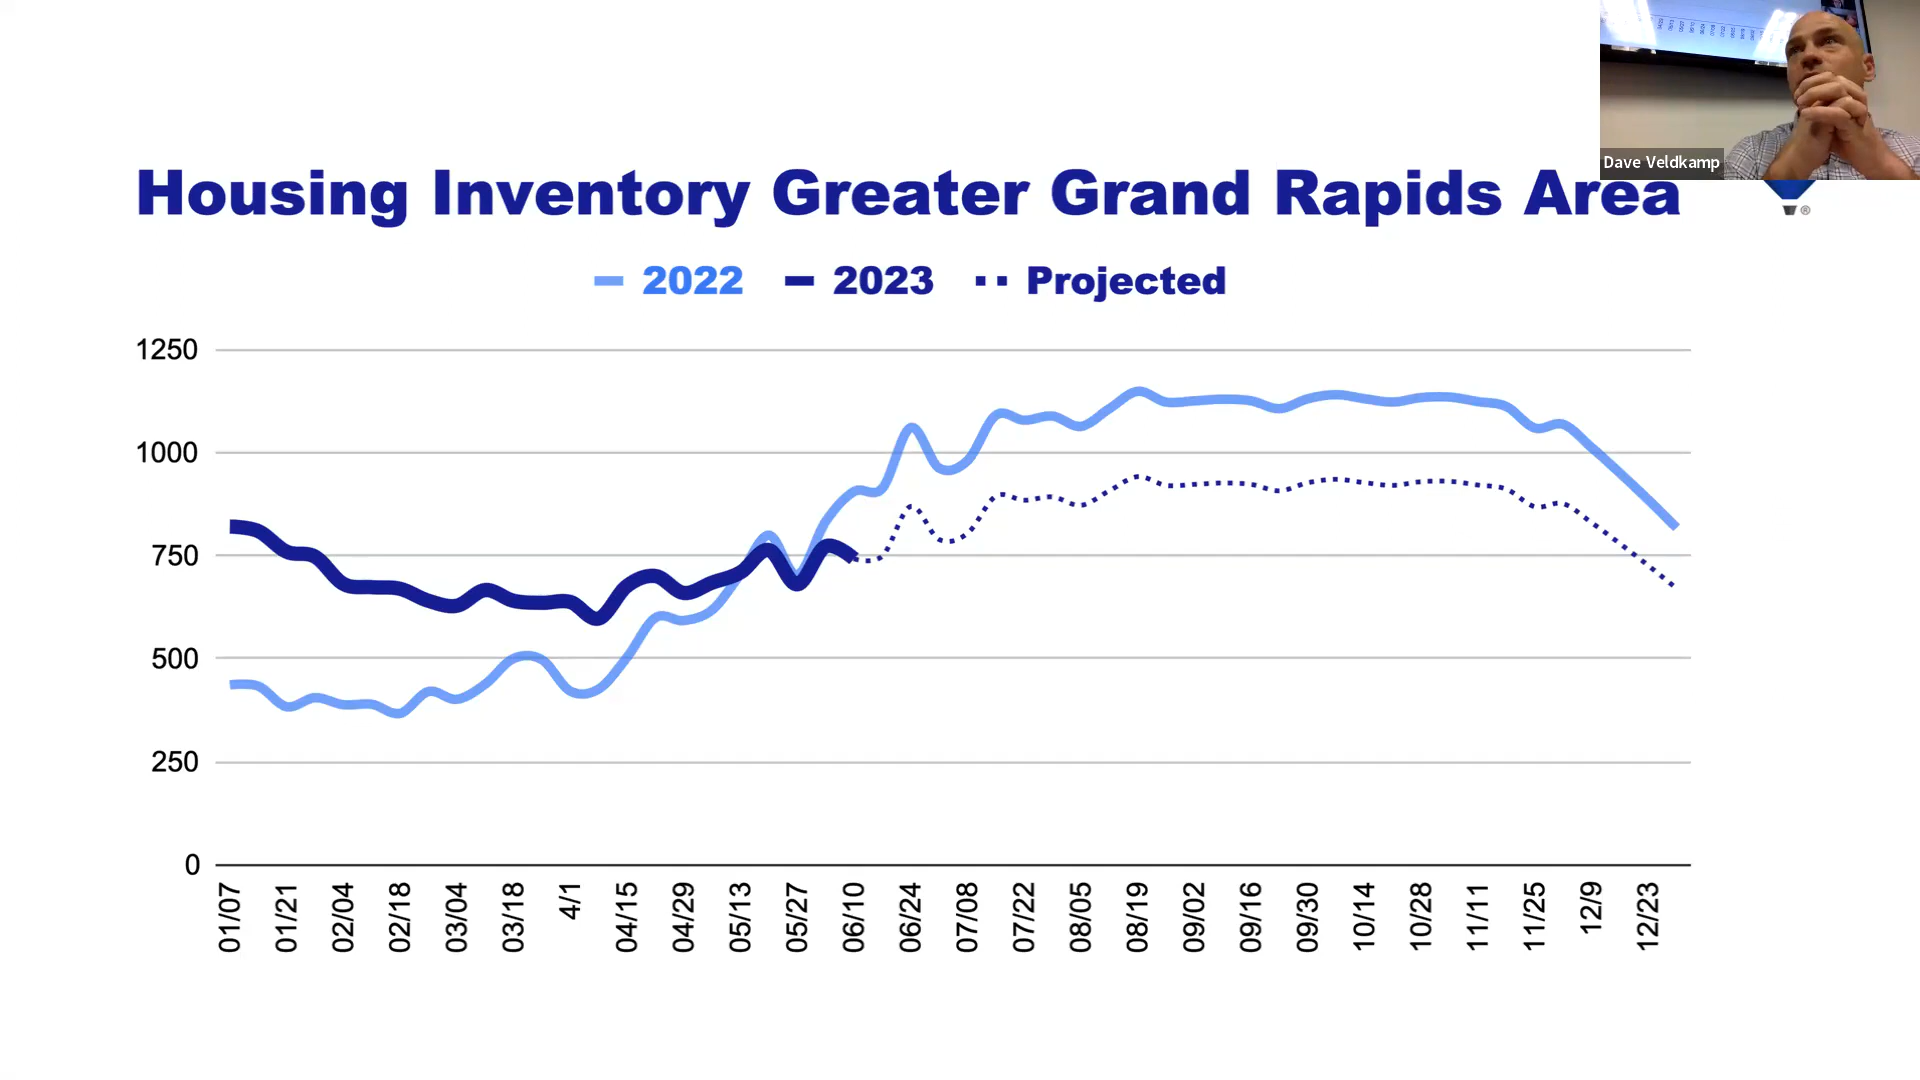 Dave Veldkamp
Housing Inventory Greater Grand Rapids Area
®
2022 2023 Projected
1250
1000
750
500
250
0
01/07 01/21 02/04 02/18 03/04 03/18 4/1 04/15 04/29 05/13 05/27 06/10 06/24 07/08 07/22 08/05 08/19 09/02 09/16 09/30 10/14 10/28 11/11 11/25 12/9 12/23